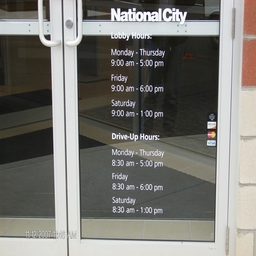 National City
Lobby Hours:
Monday - Thursday
9:00 am - 5:00 pm
Friday
9:00 am - 6:00 pm
Saturday
9:00 am - 1:00 pm
Drive-Up Hours:
Monday - Thursday
8:30 am - 5:00 pm
Friday
8:30 am - 6:00 pm
Saturday
8:30 am - 1:00 pm